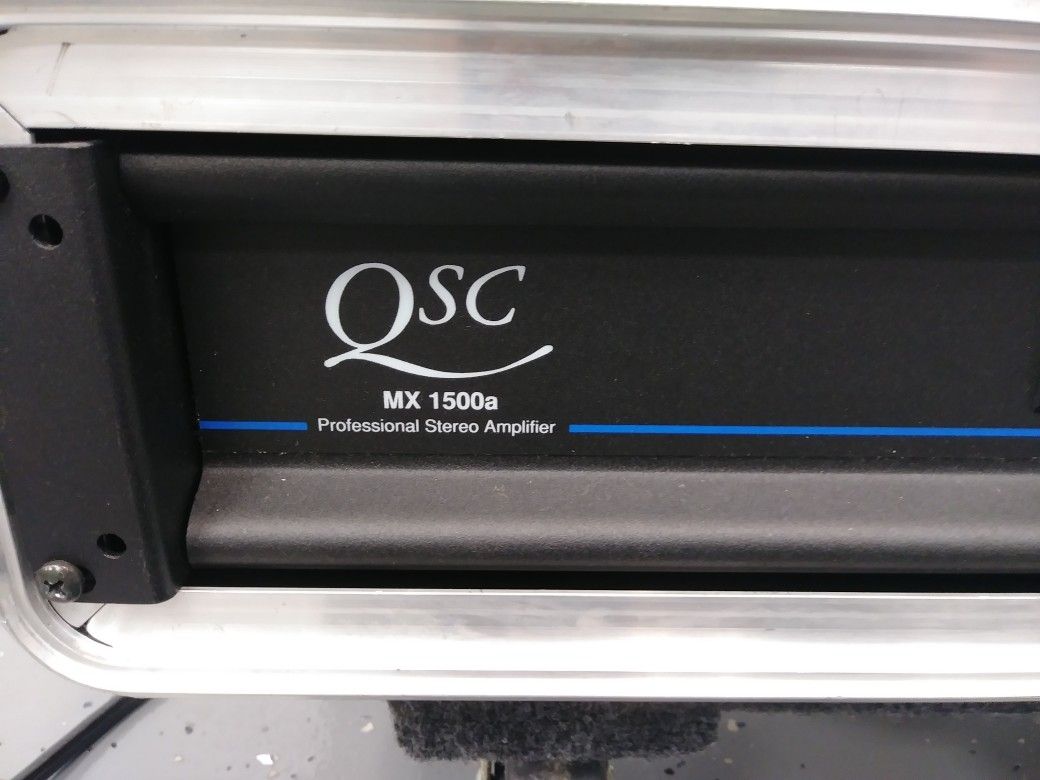 QSC
MX 1500a
Professional Stereo Amplifier